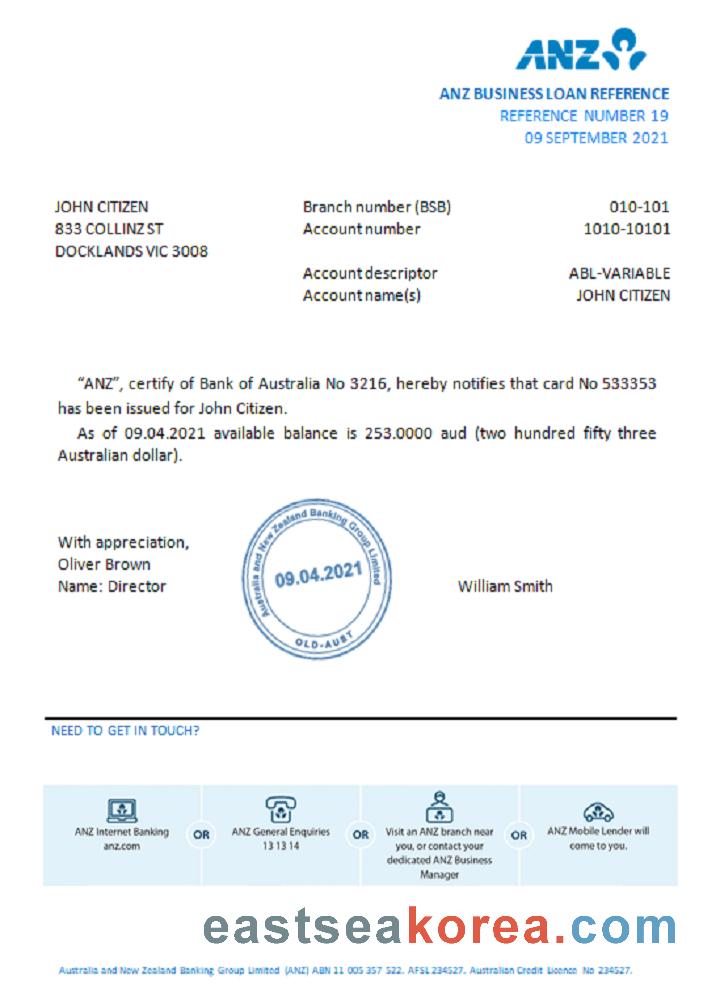 ANZ
ANZ BUSINESS LOAN REFERENCE
REFERENCE NUMBER 19
09 SEPTEMBER 2021
JOHN CITIZEN
833 COLLINZ ST
DOCKLANDS VIC 3008
Branch number (BSB) 010-101
Account number 1010-10101
Account descriptor ABL-VARIABLE
Account name(s) JOHN CITIZEN
“ANZ”, certify of Bank of Australia No 3216, hereby notifies that card No 533353
has been issued for John Citizen.
As of 09.04.2021 available balance is 253.0000 aud (two hundred fifty three
Australian dollar).
With appreciation,
Oliver Brown
Name: Director
Australia and New Zealand Banking Group Limited
09.04.2021
OLD-AUST
William Smith
NEED TO GET IN TOUCH?
ANZ Internet Banking
anz.com
OR
ANZ General Enquiries
13 13 14
OR
Visit an ANZ branch near
you, or contact your
dedicated ANZ Business
Manager
OR
ANZ Mobile Lender will
come to you.
eastseakorea.com
Australia and New Zealand Banking Group Limited (ANZ) ABN 11 005 357 522. AFSL 234527. Australian Credit Licence No 234527.